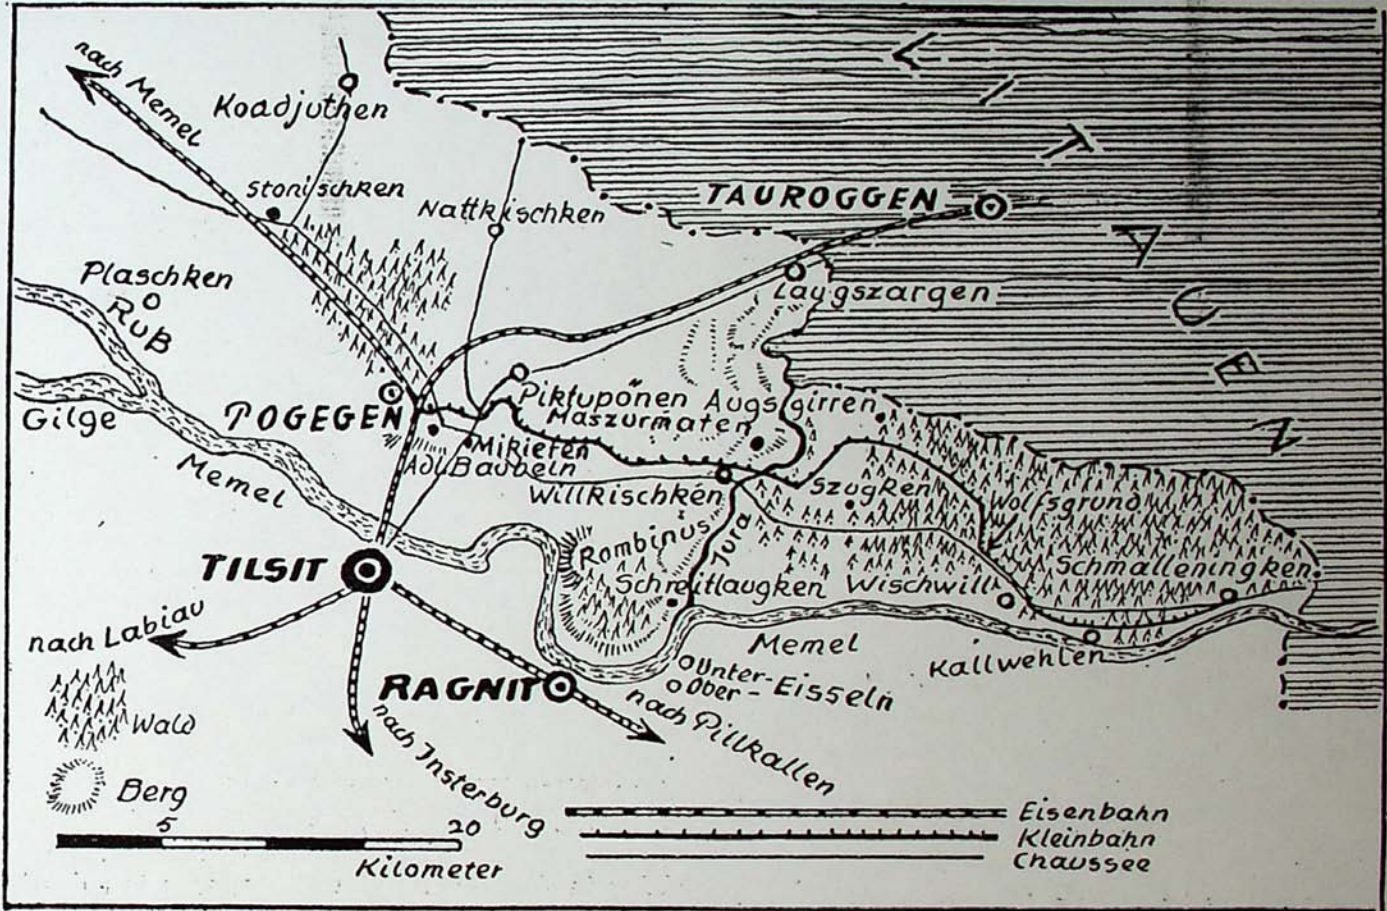 nach Memel
Koadjuthen
Stonischken
Nattkischken
TAUROGGEN
LITAUEN
Plaschken
Ruß
Laugszargen
Gilge
POGEGEN
Piktupönen
Augsgirren
Maszurmaten
Mikieten
Adl. Baubeln
Memel
Willkischken
Szugken
Wolfsgrund
Rombinus
Jura
Schmalleningken
TILSIT
Schreitlaugken
Wischwill
nach Labiau
Memel
Kallwehlen
RAGNIT
Unter-Eisseln
Ober-
nach Pillkallen
nach Insterburg
Wald
Berg
5 20
Kilometer
Eisenbahn
Kleinbahn
Chaussee